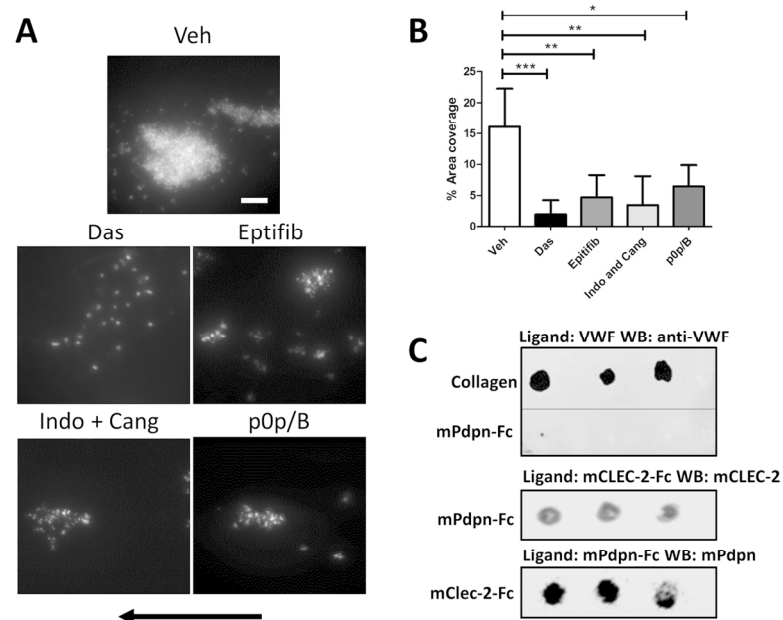 A
Veh
Das
Eptifib
Indo + Cang
p0p/B
B
*
**
**
***
% Area coverage
25
20
15
10
5
0
Veh
Das
Epitifib
Indo and Cang
p0p/B
C
Ligand: VWF WB: anti-VWF
Collagen
mPdpn-Fc
Ligand: mCLEC-2-Fc WB: mCLEC-2
mPdpn-Fc
Ligand: mPdpn-Fc WB: mPdpn
mClec-2-Fc